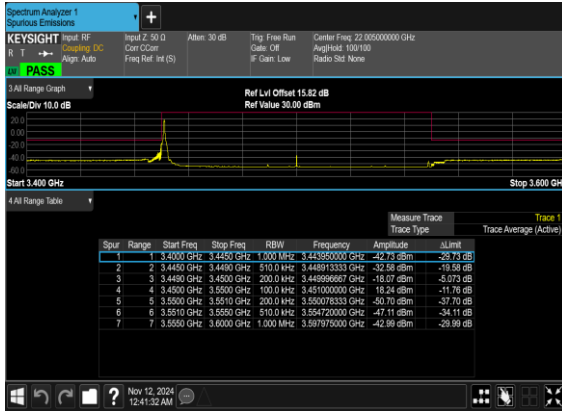 Spectrum Analyzer 1
Spurious Emissions
+
KEYSIGHT Input: RF Input Z: 50 Ω Atten: 30 dB Trig: Free Run Center Freq: 22.005000000 GHz
R T Coupling: DC Corr CCorr Gate: Off Avg|Hold: 100/100
Align: Auto Freq Ref: Int (S) IF Gain: Low Radio Std: None
PASS
3 All Range Graph
Ref Lvl Offset 15.82 dB
Scale/Div 10.0 dB Ref Value 30.00 dBm
20.0
0.00
-20.0
-40.0
-60.0
Start 3.400 GHz Stop 3.600 GH
4 All Range Table
Measure Trace Trace 1
Trace Type Trace Average (Active)
Spur Range Start Freq Stop Freq RBW Frequency Amplitude ΔLimit
1 1 3.4000 GHz 3.4450 GHz 1.000 MHz 3.443950000 GHz -42.73 dBm -29.73 dB
2 2 3.4450 GHz 3.4490 GHz 510.0 kHz 3.448913333 GHz -32.58 dBm -19.58 dB
3 3 3.4490 GHz 3.4500 GHz 200.0 kHz 3.449996667 GHz -18.07 dBm -5.073 dB
4 4 3.4500 GHz 3.5500 GHz 100.0 kHz 3.451000000 GHz 18.24 dBm -11.76 dB
5 5 3.5500 GHz 3.5510 GHz 200.0 kHz 3.550078333 GHz -50.70 dBm -37.70 dB
6 6 3.5510 GHz 3.5550 GHz 510.0 kHz 3.554720000 GHz -47.11 dBm -34.11 dB
7 7 3.5550 GHz 3.6000 GHz 1.000 MHz 3.597975000 GHz -42.99 dBm -29.99 dB
?
Nov 12, 2024
12:41:32 AM